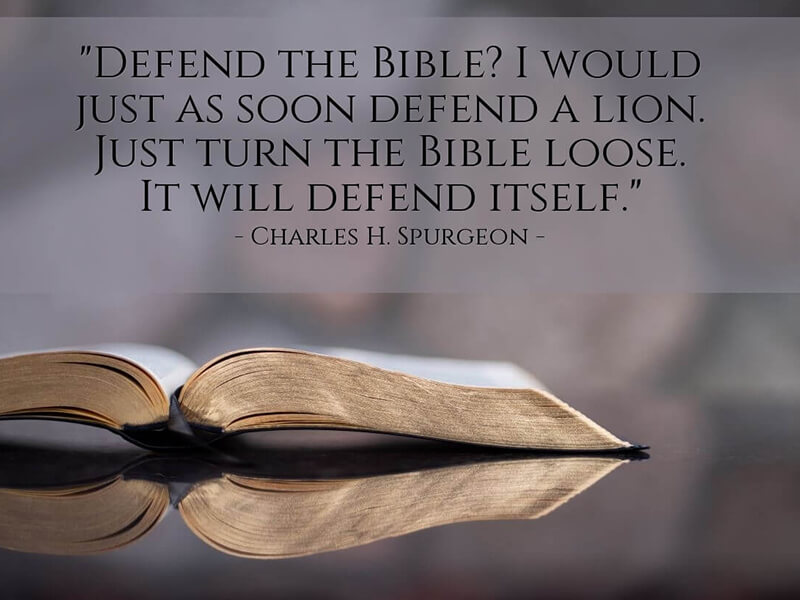 "Defend the Bible? I would
just as soon defend a lion.
Just turn the Bible loose.
It will defend itself."
- Charles H. Spurgeon -